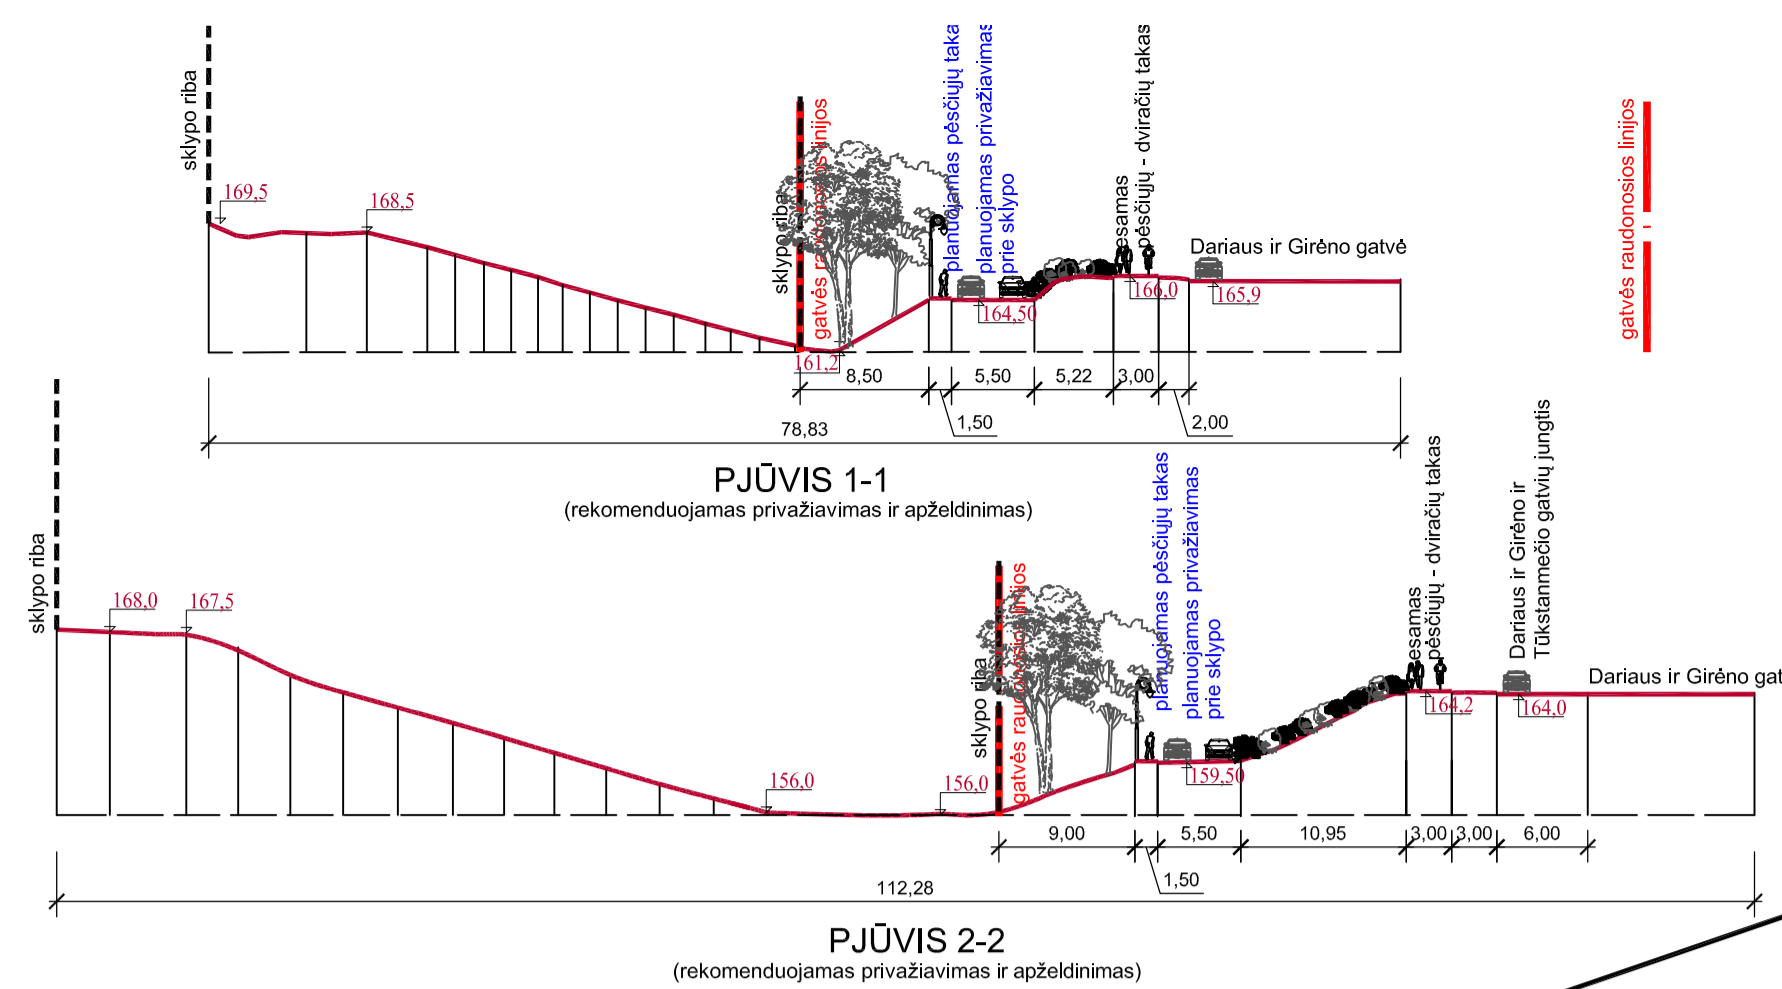 sklypo riba
169,5
168,5
sklypo riba
gatvės raudonosios linijos
161,2
planuojamas pėsčiųjų taka
planuojamas privažiavimas
prie sklypo
164,50
esamas
pėsčiųjų - dviračių takas
166,0
Dariaus ir Girėno gatvė
165,9
gatvės raudonosios linijos
8,50
1,50
5,50
5,22
3,00
2,00
78,83
PJŪVIS 1-1
(rekomenduojamas privažiavimas ir apželdinimas)
sklypo riba
168,0
167,5
156,0
156,0
sklypo riba
gatvės raudonosios linijos
planuojamas pėsčiųjų takas
planuojamas privažiavimas
prie sklypo
159,50
esamas
pėsčiųjų - dviračių takas
164,2
Dariaus ir Girėno ir
Tūkstanmečio gatvių jungtis
164,0
Dariaus ir Girėno gat
9,00
1,50
5,50
10,95
3,00
3,00
6,00
112,28
PJŪVIS 2-2
(rekomenduojamas privažiavimas ir apželdinimas)